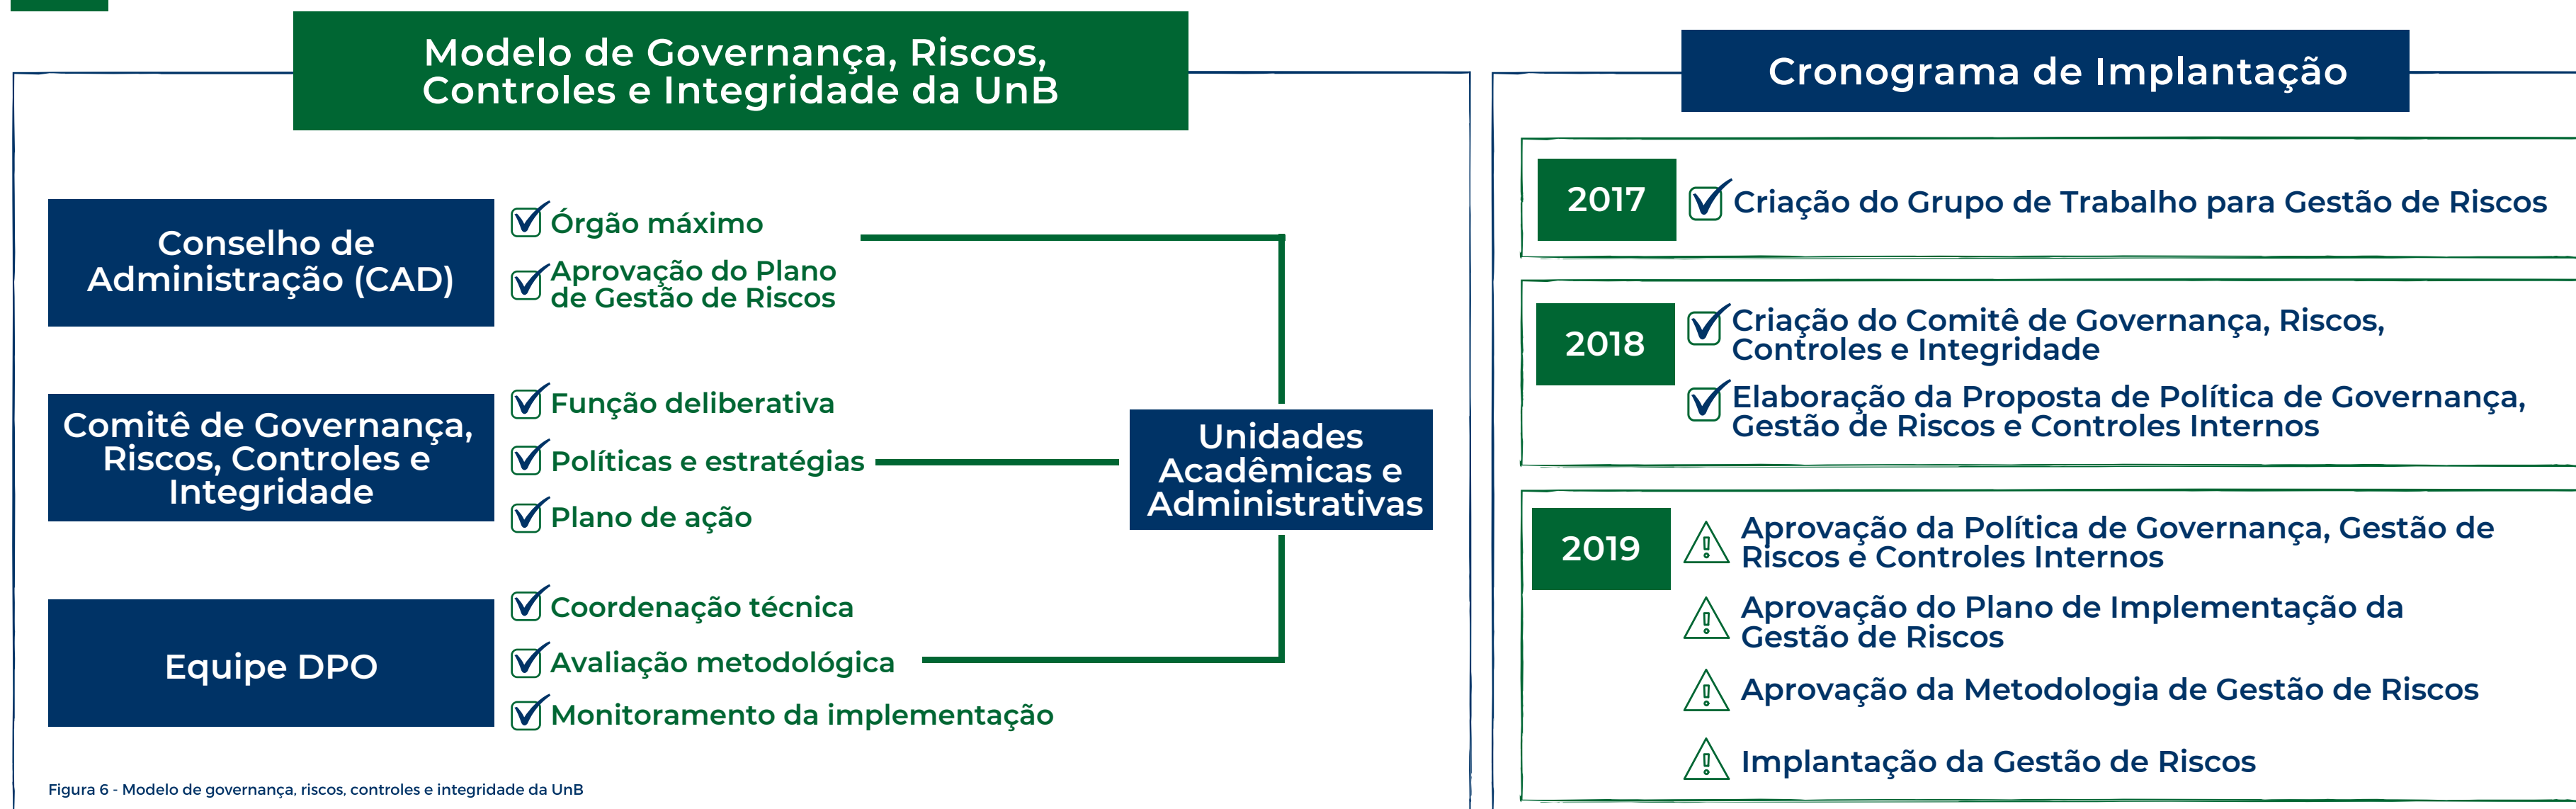 Modelo de Governança, Riscos,
Controles e Integridade da UnB
Conselho de
Administração (CAD)
Órgão máximo
Aprovação do Plano
de Gestão de Riscos
Comitê de Governança,
Riscos, Controles e
Integridade
Função deliberativa
Políticas e estratégias
Plano de ação
Equipe DPO
Coordenação técnica
Avaliação metodológica
Monitoramento da implementação
Unidades
Acadêmicas e
Administrativas
Figura 6 - Modelo de governança, riscos, controles e integridade da UnB
Cronograma de Implantação
2017
Criação do Grupo de Trabalho para Gestão de Riscos
2018
Criação do Comitê de Governança, Riscos,
Controles e Integridade
Elaboração da Proposta de Política de Governança,
Gestão de Riscos e Controles Internos
2019
Aprovação da Política de Governança, Gestão de
Riscos e Controles Internos
Aprovação do Plano de Implementação da
Gestão de Riscos
Aprovação da Metodologia de Gestão de Riscos
Implantação da Gestão de Riscos